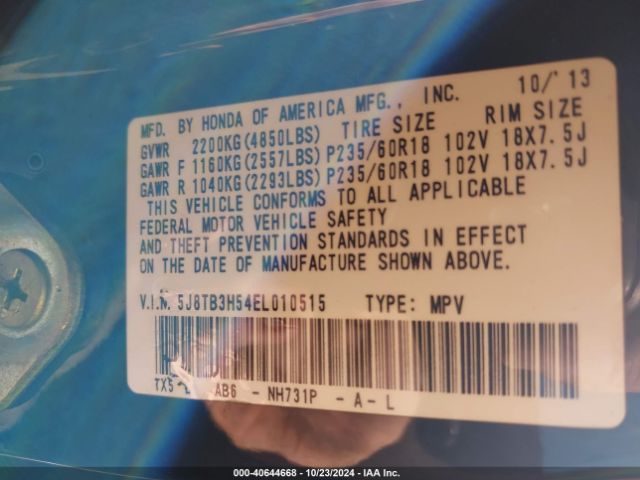 MFD. BY HONDA OF AMERICA MFG., INC. 10/'13
GVWR 2200KG(4850LBS) TIRE SIZE RIM SIZE
GAWR F 1160KG(2557LBS) P235/60R18 102V 18X7.5J
GAWR R 1040KG(2293LBS) P235/60R18 102V 18X7.5J
THIS VEHICLE CONFORMS TO ALL APPLICABLE
FEDERAL MOTOR VEHICLE SAFETY
AND THEFT PREVENTION STANDARDS IN EFFECT
ON THE DATE OF MANUFACTURE SHOWN ABOVE.
V.I.N. 5J8TB3H54EL010515 TYPE: MPV
TX5 - AB6 - NH731P - A - L
000-40644668 - 10/23/2024 - IAA Inc.